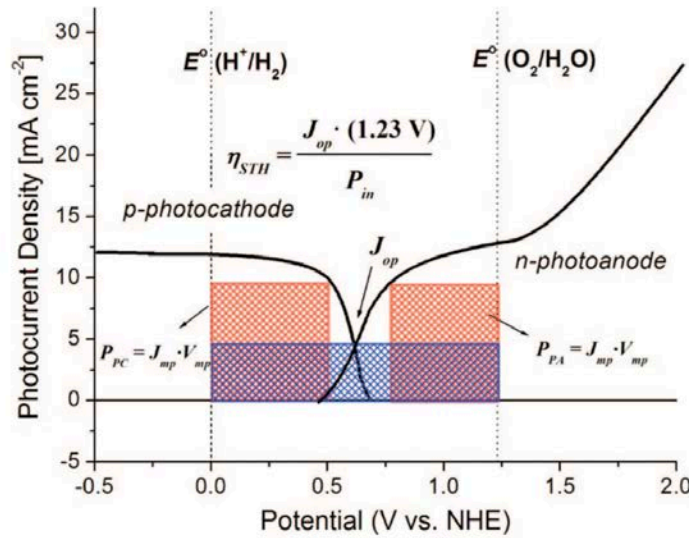 30
25
20
15
10
5
0
-5
-0.5
0.0
0.5
1.0
1.5
2.0
Photocurrent Density [mA cm⁻²]
Potential (V vs. NHE)
E° (H⁺/H₂)
E° (O₂/H₂O)
η_STH = J_op · (1.23 V) / P_in
p-photocathode
J_op
n-photoanode
P_PC = J_mp·V_mp
P_PA = J_mp·V_mp